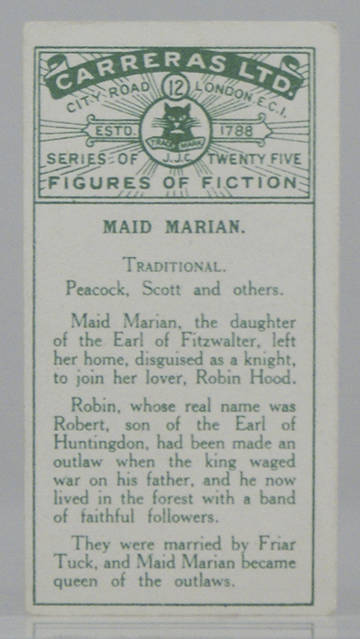 CARRERAS LTD.
CITY ROAD 12 LONDON. E.C.1.
ESTD. 1788
TRADE MARK
SERIES OF J.J.C. TWENTY FIVE
FIGURES OF FICTION
MAID MARIAN.
TRADITIONAL.
Peacock, Scott and others.
Maid Marian, the daughter
of the Earl of Fitzwalter, left
her home, disguised as a knight,
to join her lover, Robin Hood.
Robin, whose real name was
Robert, son of the Earl of
Huntingdon, had been made an
outlaw when the king waged
war on his father, and he now
lived in the forest with a band
of faithful followers.
They were married by Friar
Tuck, and Maid Marian became
queen of the outlaws.